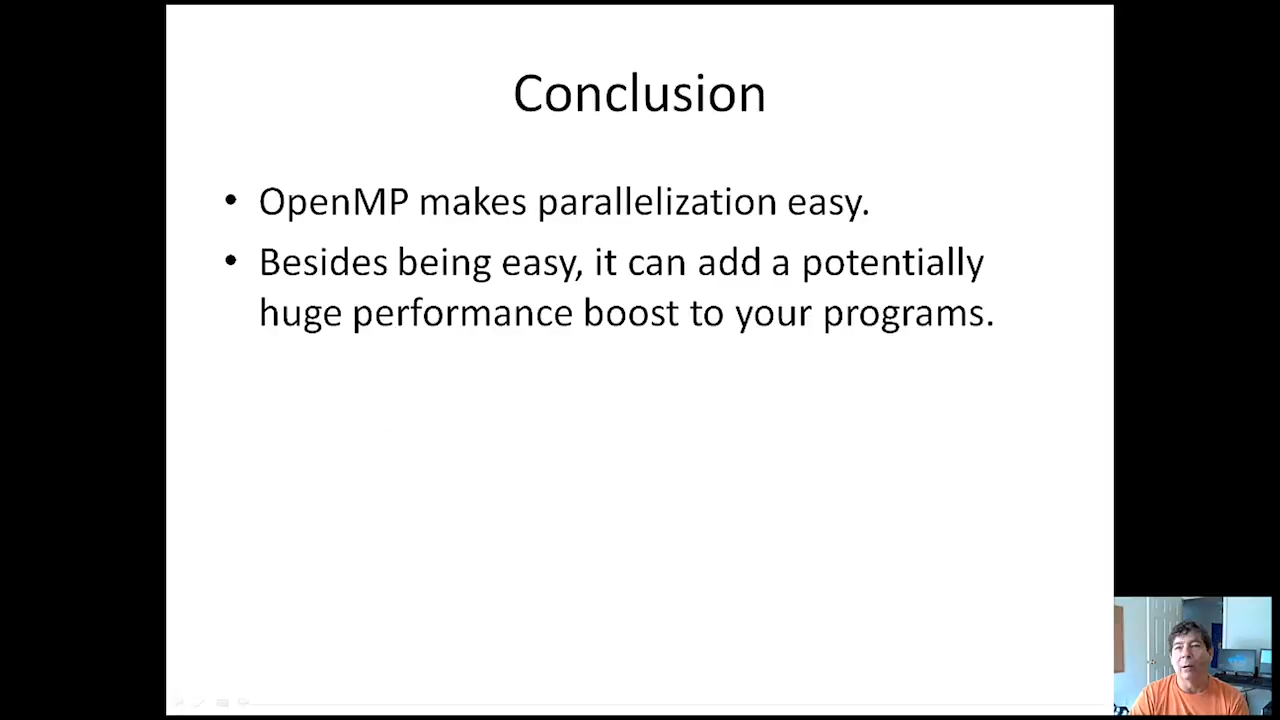 Conclusion
• OpenMP makes parallelization easy.
• Besides being easy, it can add a potentially
huge performance boost to your programs.